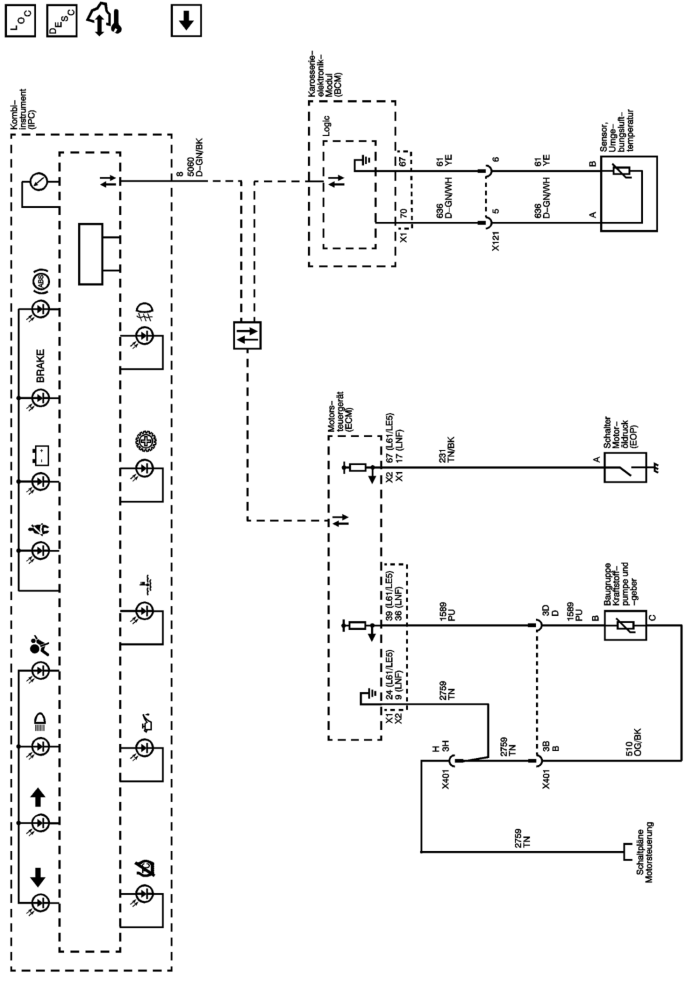 LOC
DESC
Kombi-
instrument
(IPC)
ABS
BRAKE
8
5060
D-GN/BK
Karosserie-
elektronik-
Modul
(BCM)
Logic
67
70
X1
61
YE
636
D-GN/WH
6
5
X121
61
YE
636
D-GN/WH
B
A
Sensor,
Umge-
bungsluft-
temperatur
Motors-
teuergerät
(ECM)
X2 67 (L61/LE5)
X1 17 (LNF)
231
TN/BK
A
Schalter
Motor-
öldruck
(EOP)
39 (L61/LE5)
36 (LNF)
24 (L61/LE5)
9 (LNF)
X1
X2
1589
PU
2759
TN
H
3H
X401
2759
TN
3D
D
3B
B
X401
1589
PU
B
C
Baugruppe
Kraftstoff-
pumpe und
-geber
510
OG/BK
2759
TN
Schaltpläne
Motorsteuerung